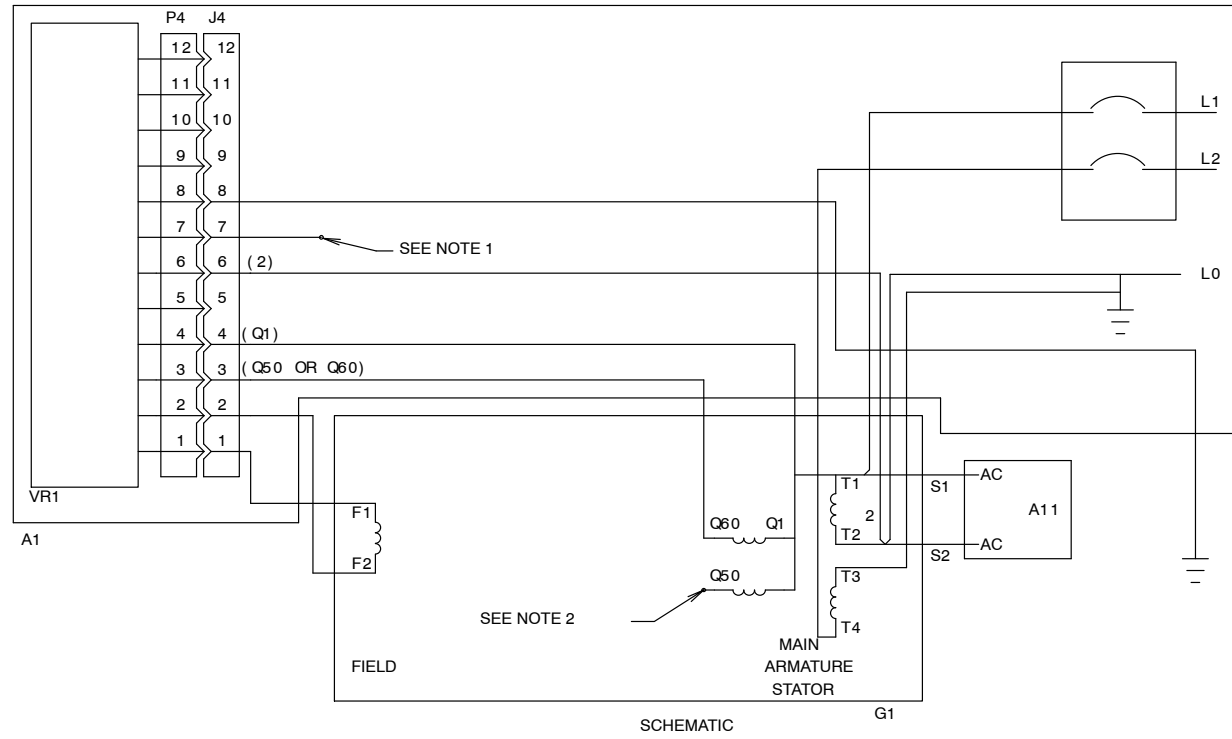 P4 J4
12 12
11 11
10 10
9 9
8 8
7 7
6 6 (2)
5 5
4 4 (Q1)
3 3 (Q50 OR Q60)
2 2
1 1
VR1
A1
SEE NOTE 1
L1
L2
L0
F1
F2
FIELD
Q60 Q1
Q50
SEE NOTE 2
T1
2
T2
T3
T4
MAIN
ARMATURE
STATOR
S1
S2
AC
A11
AC
G1
SCHEMATIC